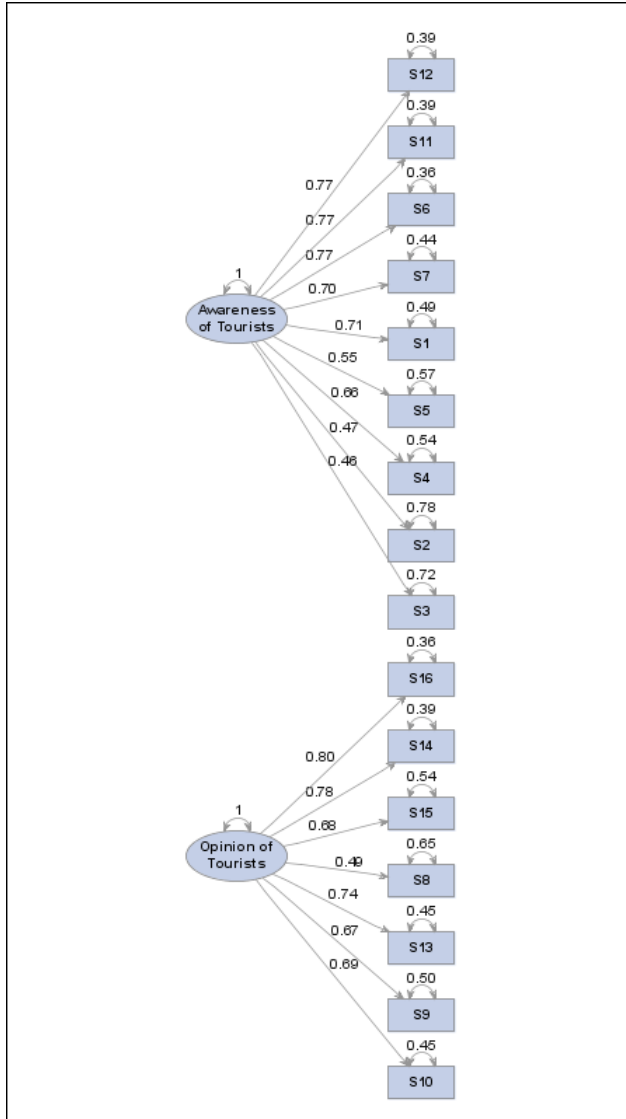 0.39
S12
0.39
S11
0.77
0.36
S6
0.77
0.77
0.44
S7
1
0.70
Awareness
of Tourists
0.49
0.71
S1
0.55
0.57
S5
0.66
0.47
0.54
S4
0.46
0.78
S2
0.72
S3
0.36
S16
0.39
S14
0.80
0.54
0.78
S15
1
0.68
Opinion of
Tourists
0.65
0.49
S8
0.74
0.45
S13
0.67
0.69
0.50
S9
0.45
S10